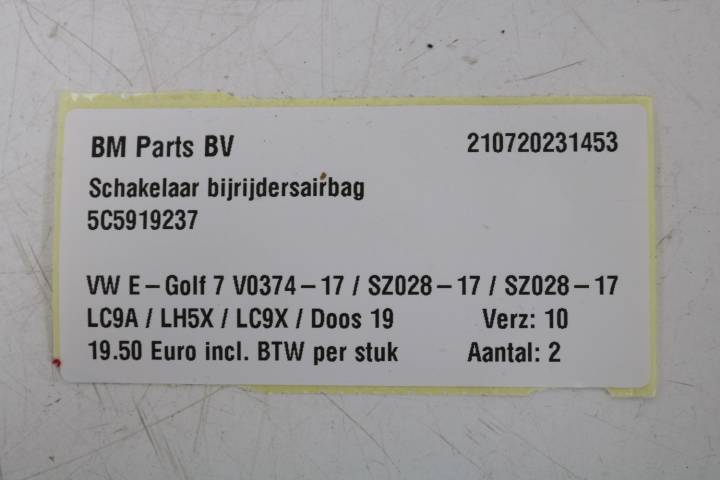 BM Parts BV 210720231453
Schakelaar bijrijdersairbag
5C5919237
VW E-Golf 7 V0374-17 / SZ028-17 / SZ028-17
LC9A / LH5X / LC9X / Doos 19 Verz: 10
19.50 Euro incl. BTW per stuk Aantal: 2